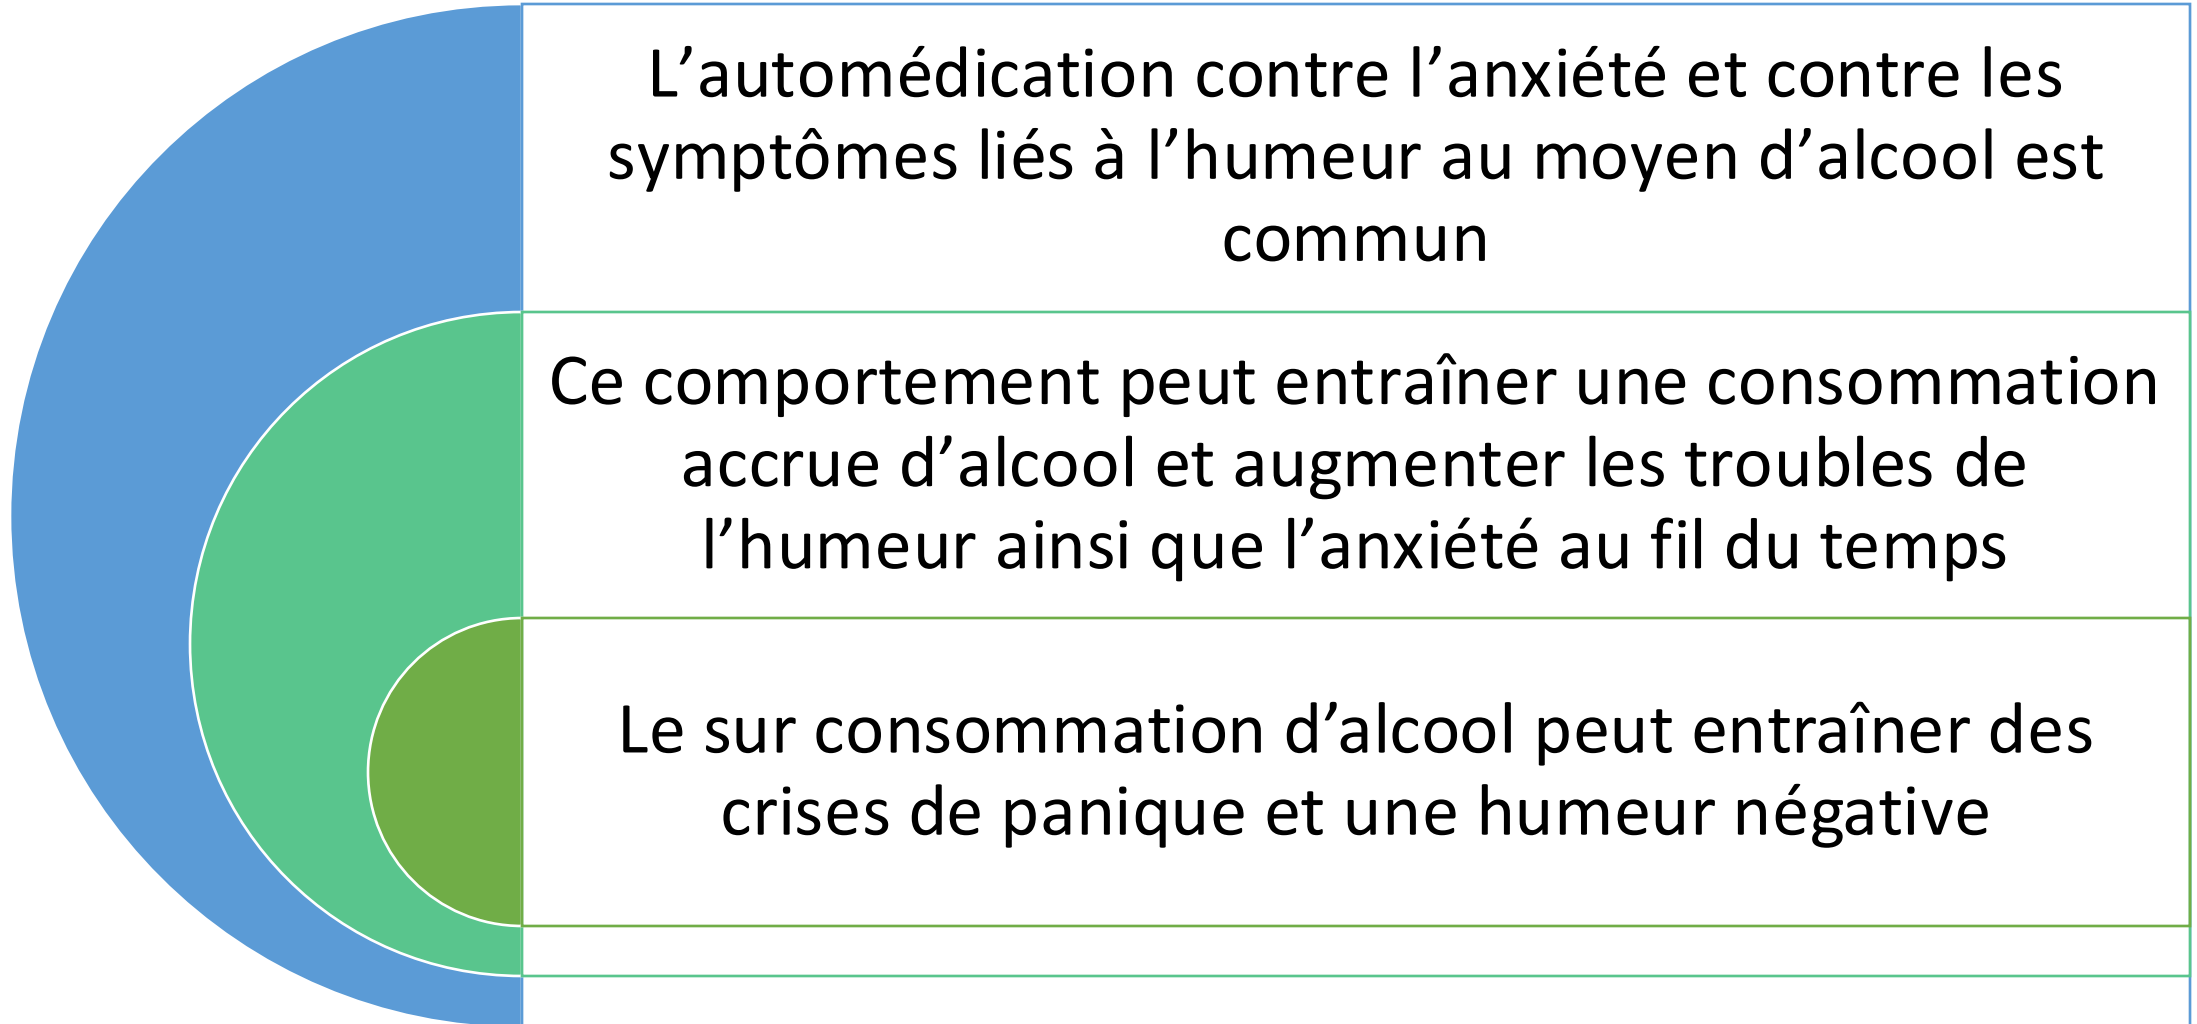 L’automédication contre l’anxiété et contre les
symptômes liés à l’humeur au moyen d’alcool est
commun
Ce comportement peut entraîner une consommation
accrue d’alcool et augmenter les troubles de
l’humeur ainsi que l’anxiété au fil du temps
Le sur consommation d’alcool peut entraîner des
crises de panique et une humeur négative